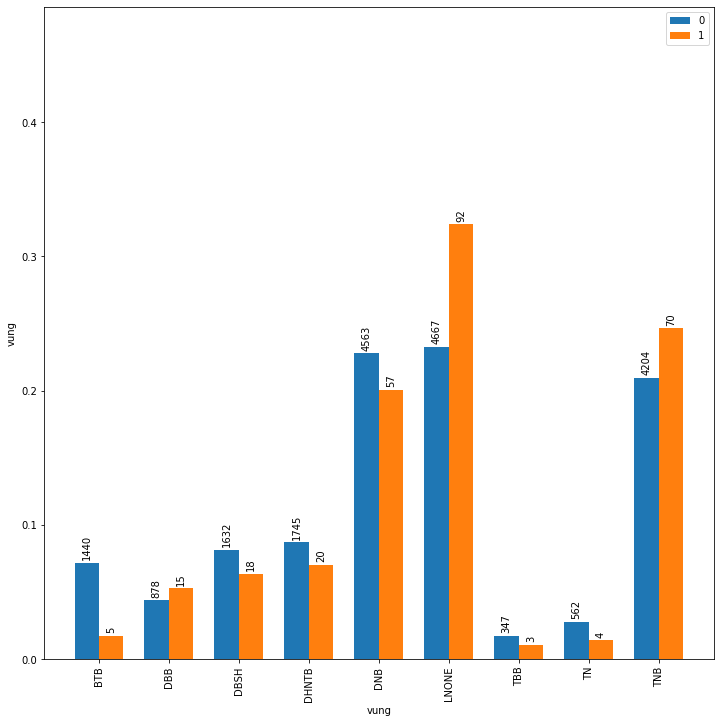 0
1
0.4
0.3
0.2
0.1
0.0
vung
1440
5
878
15
1632
18
1745
20
4563
57
4667
92
347
3
562
4
4204
70
BTB
DBB
DBSH
DHNTB
DNB
LNONE
TBB
TN
TNB
vung